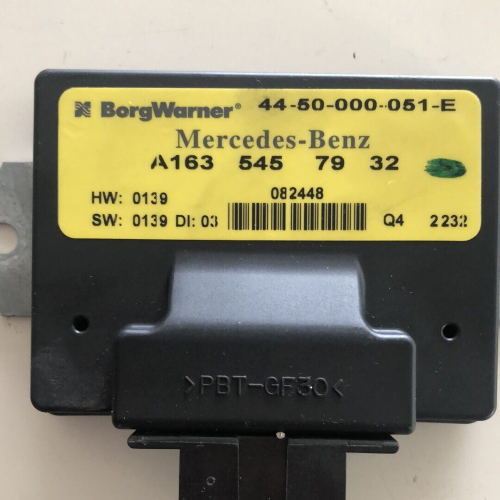 BorgWarner® 44-50-000-051-E
Mercedes-Benz
A163 545 79 32
HW: 0139 082448
SW: 0139 DI: 03 Q4 2232
>PBT-GF30<